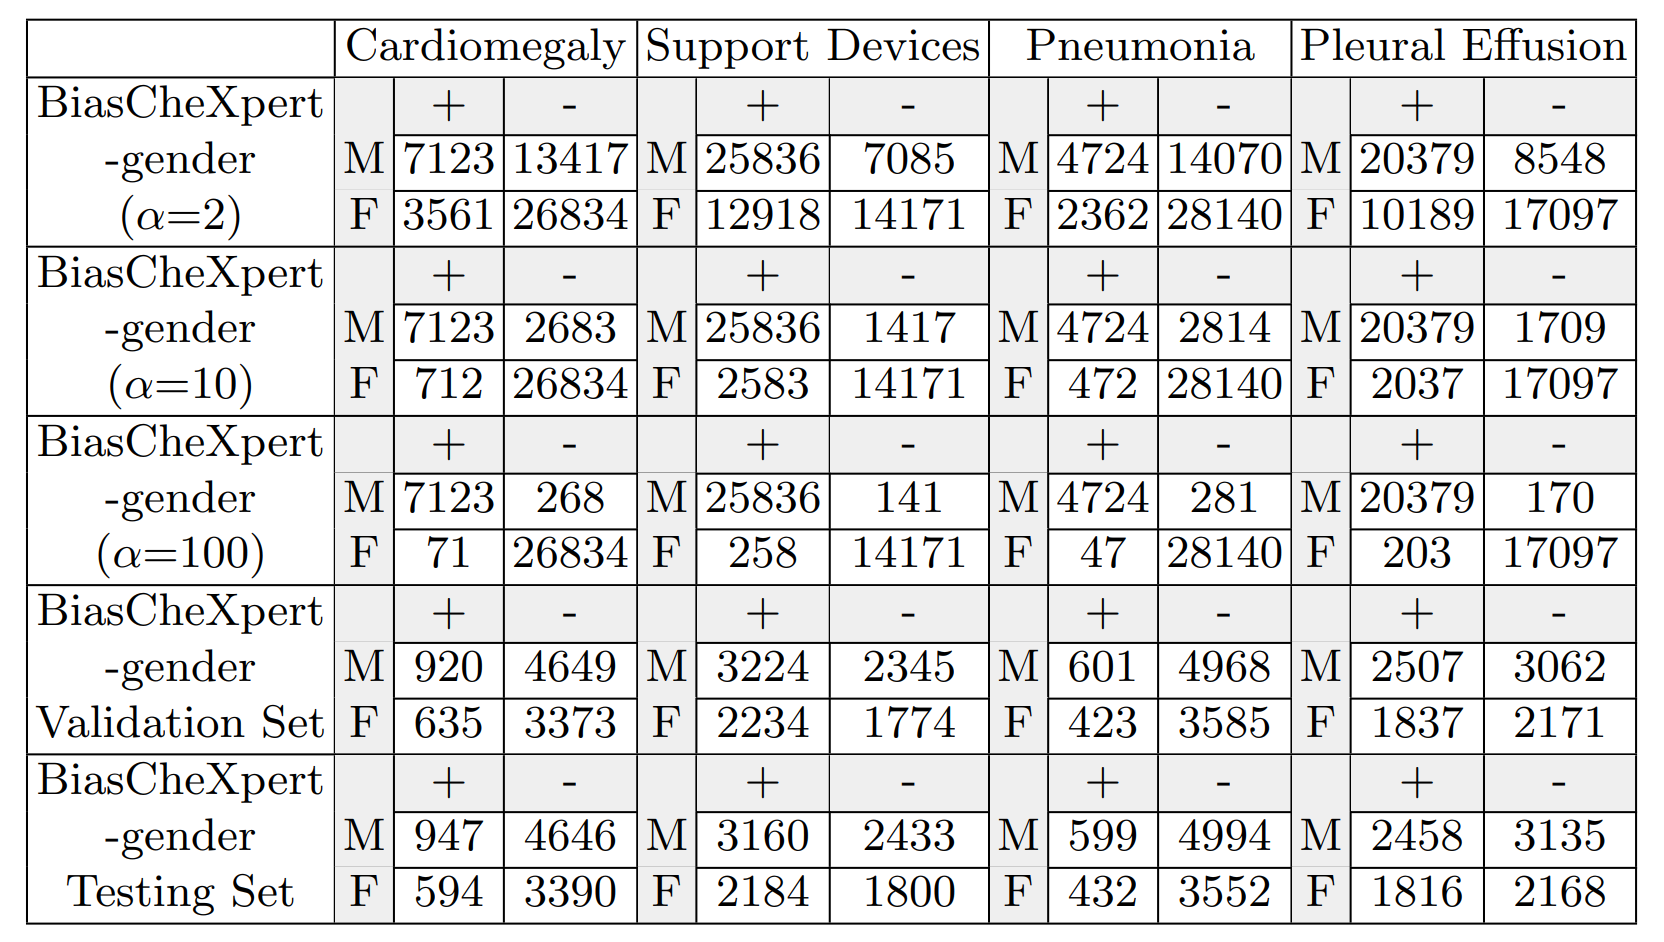 Cardiomegaly Support Devices Pneumonia Pleural Effusion
BiasCheXpert + - + - + - + -
-gender M 7123 13417 M 25836 7085 M 4724 14070 M 20379 8548
(α=2) F 3561 26834 F 12918 14171 F 2362 28140 F 10189 17097
BiasCheXpert + - + - + - + -
-gender M 7123 2683 M 25836 1417 M 4724 2814 M 20379 1709
(α=10) F 712 26834 F 2583 14171 F 472 28140 F 2037 17097
BiasCheXpert + - + - + - + -
-gender M 7123 268 M 25836 141 M 4724 281 M 20379 170
(α=100) F 71 26834 F 258 14171 F 47 28140 F 203 17097
BiasCheXpert + - + - + - + -
-gender M 920 4649 M 3224 2345 M 601 4968 M 2507 3062
Validation Set F 635 3373 F 2234 1774 F 423 3585 F 1837 2171
BiasCheXpert + - + - + - + -
-gender M 947 4646 M 3160 2433 M 599 4994 M 2458 3135
Testing Set F 594 3390 F 2184 1800 F 432 3552 F 1816 2168